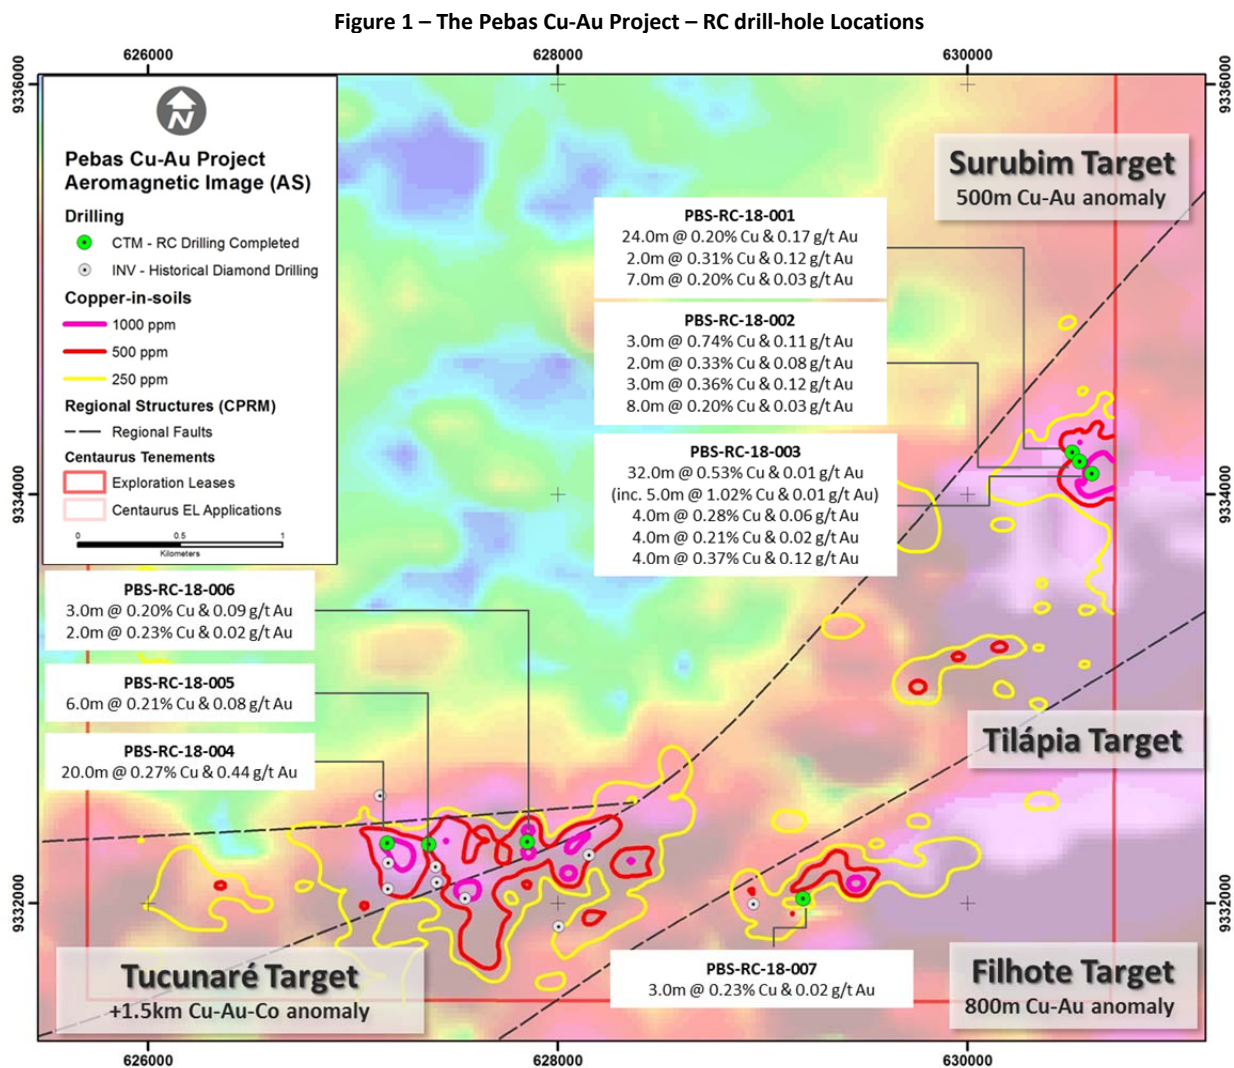 Figure 1 – The Pebas Cu-Au Project – RC drill-hole Locations
626000
628000
630000
9336000
9336000
N
Pebas Cu-Au Project
Aeromagnetic Image (AS)
Drilling
CTM - RC Drilling Completed
INV - Historical Diamond Drilling
Copper-in-soils
1000 ppm
500 ppm
250 ppm
Regional Structures (CPRM)
Regional Faults
Centaurus Tenements
Exploration Leases
Centaurus EL Applications
0
0.5
1
Kilometers
Surubim Target
500m Cu-Au anomaly
PBS-RC-18-001
24.0m @ 0.20% Cu & 0.17 g/t Au
2.0m @ 0.31% Cu & 0.12 g/t Au
7.0m @ 0.20% Cu & 0.03 g/t Au
PBS-RC-18-002
3.0m @ 0.74% Cu & 0.11 g/t Au
2.0m @ 0.33% Cu & 0.08 g/t Au
3.0m @ 0.36% Cu & 0.12 g/t Au
8.0m @ 0.20% Cu & 0.03 g/t Au
PBS-RC-18-003
32.0m @ 0.53% Cu & 0.01 g/t Au
(inc. 5.0m @ 1.02% Cu & 0.01 g/t Au)
4.0m @ 0.28% Cu & 0.06 g/t Au
4.0m @ 0.21% Cu & 0.02 g/t Au
4.0m @ 0.37% Cu & 0.12 g/t Au
9334000
9334000
PBS-RC-18-006
3.0m @ 0.20% Cu & 0.09 g/t Au
2.0m @ 0.23% Cu & 0.02 g/t Au
PBS-RC-18-005
6.0m @ 0.21% Cu & 0.08 g/t Au
PBS-RC-18-004
20.0m @ 0.27% Cu & 0.44 g/t Au
Tilápia Target
9332000
9332000
Tucunaré Target
+1.5km Cu-Au-Co anomaly
PBS-RC-18-007
3.0m @ 0.23% Cu & 0.02 g/t Au
Filhote Target
800m Cu-Au anomaly
626000
628000
630000